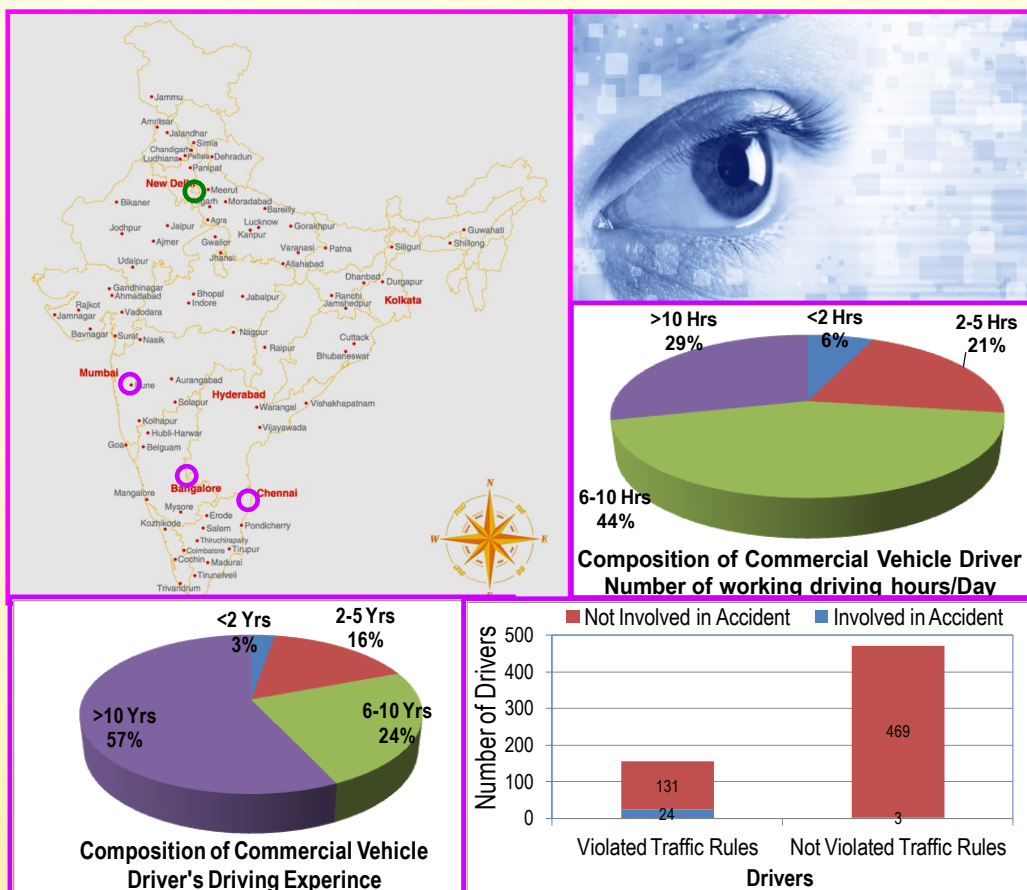 Jammu
Amritsar
Jalandhar
Simla
Chandigarh
Ludhiana
Patiala
Dehradun
Panipat
New Delhi
Meerut
Bikaner
garh
Moradabad
Bareilly
Jodhpur
Jaipur
Agra
Lucknow
Gorakhpur
Guwahati
Ajmer
Gwalior
Kanpur
Varanasi
Patna
Siliguri
Shillong
Udaipur
Jhansi
Allahabad
Dhanbad
Durgapur
Gandhinagar
Ahmadabad
Bhopal
Indore
Jabalpur
Ranchi
Jamshedpur
Kolkata
Rajkot
Jamnagar
Vadodara
Bavnagar
Surat
Nasik
Nagpur
Raipur
Cuttack
Bhubaneswar
Mumbai
Pune
Aurangabad
Hyderabad
Solapur
Warangal
Vishakhapatnam
Kolhapur
Hubli-Harwar
Vijayawada
Goa
Belguam
Bangalore
Chennai
Mangalore
Mysore
Erode
Pondicherry
Kozhikode
Salem
Thiruchirapally
Coimbatore
Tirupur
Cochin
Madurai
Tirunelveli
Trivandrum
N
W
E
>10 Hrs
29%
<2 Hrs
6%
2-5 Hrs
21%
6-10 Hrs
44%
Composition of Commercial Vehicle Driver
Number of working driving hours/Day
<2 Yrs
3%
2-5 Yrs
16%
>10 Yrs
57%
6-10 Yrs
24%
Composition of Commercial Vehicle
Driver's Driving Experince
Not Involved in Accident
Involved in Accident
Number of Drivers
500
400
300
200
100
0
131
24
469
3
Violated Traffic Rules
Not Violated Traffic Rules
Drivers